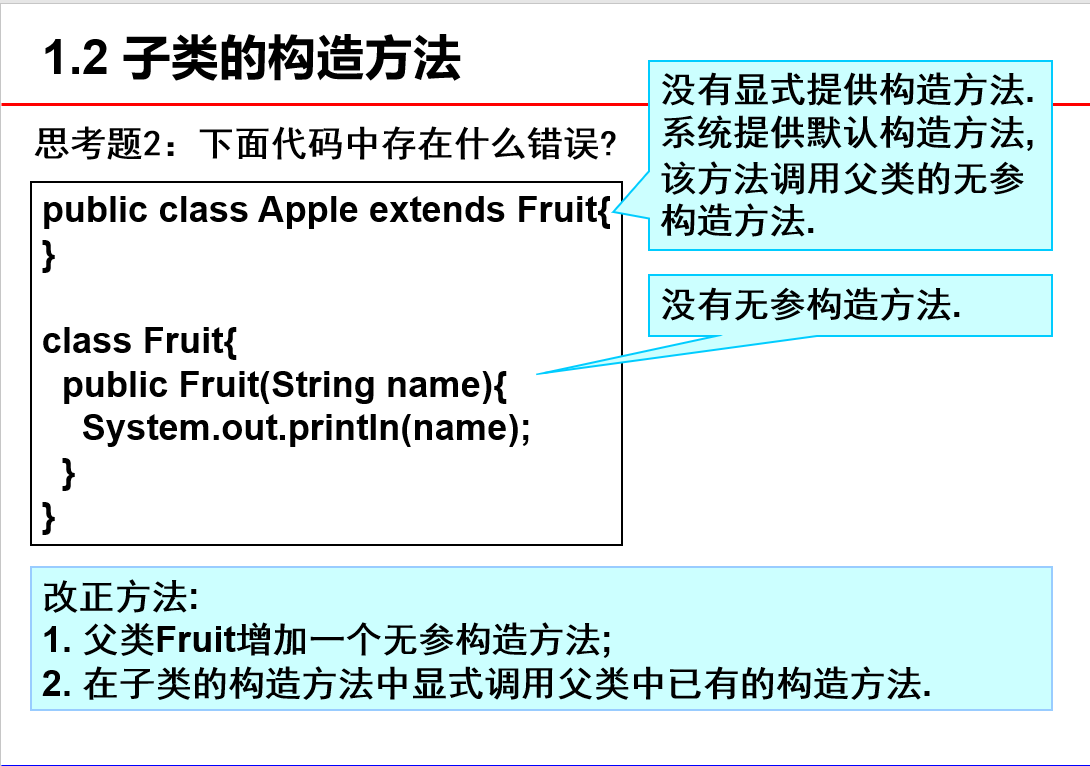 1.2 子类的构造方法
思考题2：下面代码中存在什么错误?
没有显式提供构造方法.
系统提供默认构造方法,
该方法调用父类的无参
构造方法.
public class Apple extends Fruit{
}
没有无参构造方法.
class Fruit{
public Fruit(String name){
System.out.println(name);
}
}
改正方法:
1. 父类Fruit增加一个无参构造方法;
2. 在子类的构造方法中显式调用父类中已有的构造方法.